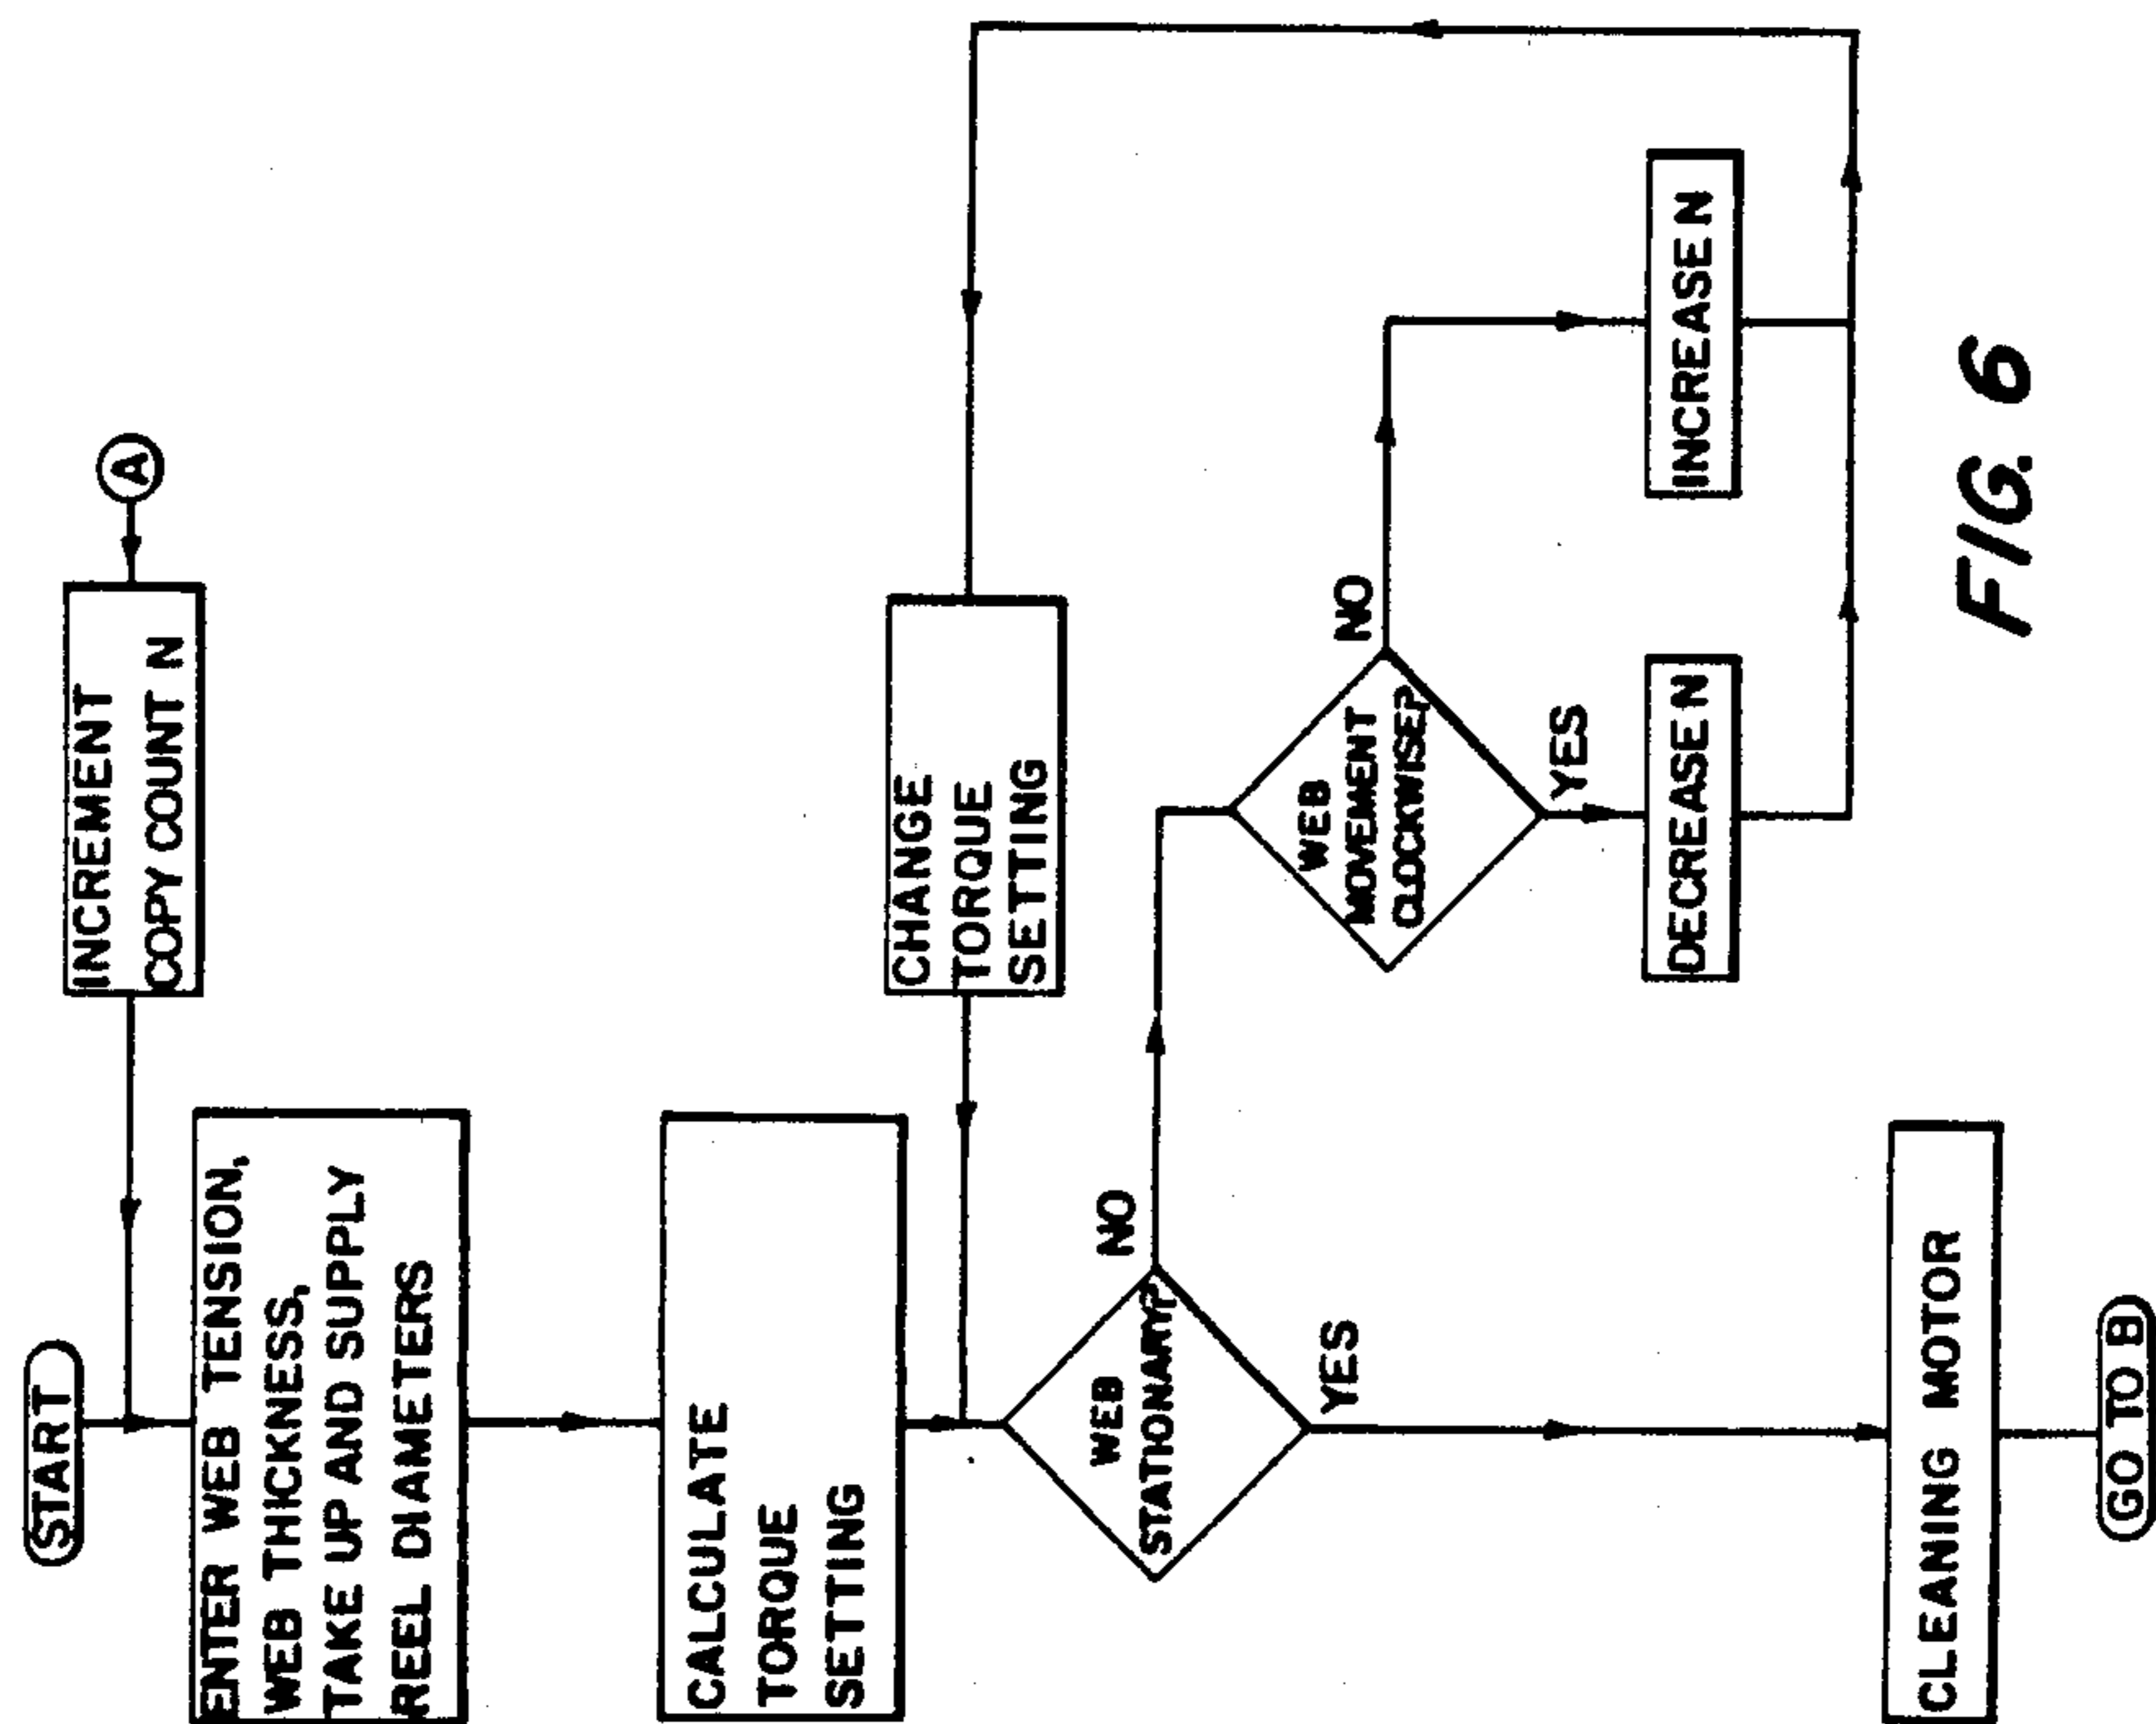 START
INCREMENT
COPY COUNT N
A
ENTER WEB TENSION,
WEB THICKNESS,
TAKE UP AND SUPPLY
REEL DIAMETERS
CALCULATE
TORQUE
SETTING
CHANGE
TORQUE
SETTING
WEB
STATIONARY?
NO
YES
WEB
MOVEMENT
CLOCKWISE?
NO
YES
DECREASE N
INCREASE N
CLEANING MOTOR
GO TO B
FIG. 6